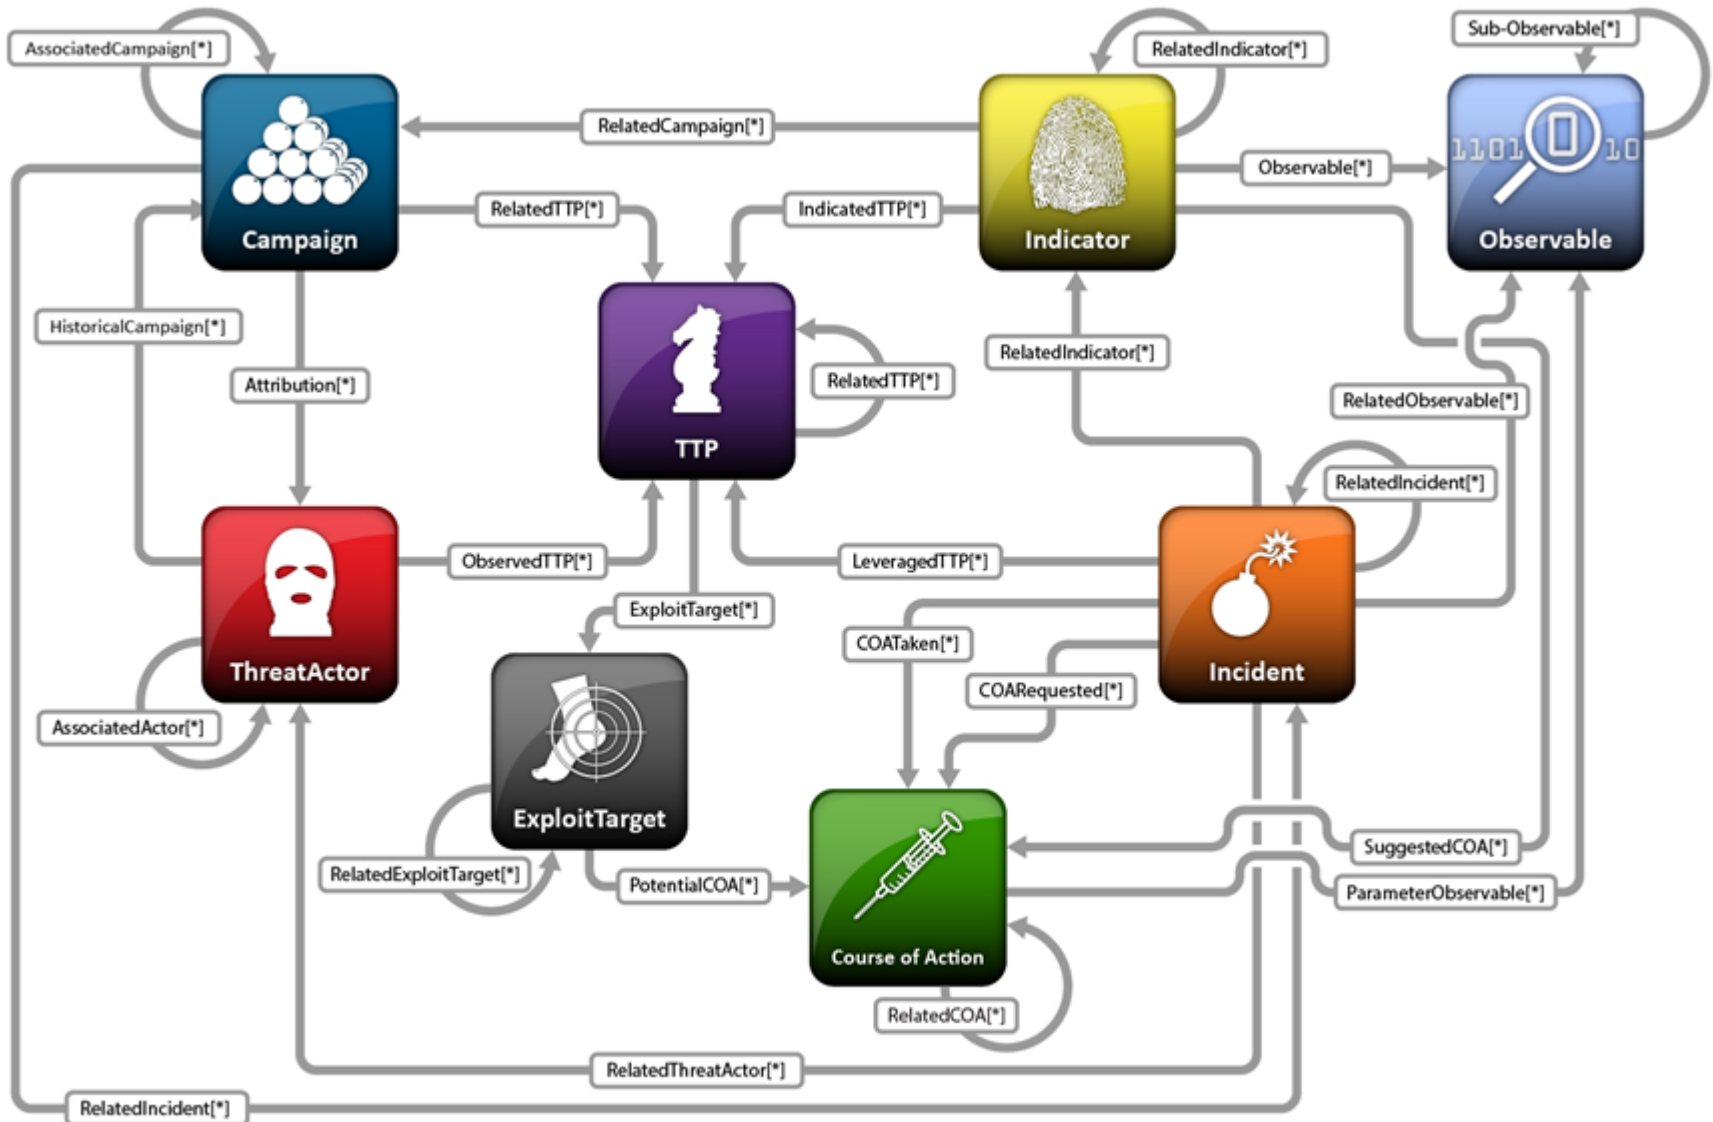 AssociatedCampaign[*]
RelatedIndicator[*]
Sub-Observable[*]
RelatedCampaign[*]
Observable[*]
1101 0 10
RelatedTTP[*]
IndicatedTTP[*]
Campaign
Indicator
Observable
HistoricalCampaign[*]
RelatedIndicator[*]
Attribution[*]
RelatedTTP[*]
RelatedObservable[*]
TTP
RelatedIncident[*]
ObservedTTP[*]
LeveragedTTP[*]
ExploitTarget[*]
COATaken[*]
ThreatActor
Incident
COARequested[*]
AssociatedActor[*]
ExploitTarget
SuggestedCOA[*]
RelatedExploitTarget[*]
PotentialCOA[*]
ParameterObservable[*]
Course of Action
RelatedCOA[*]
RelatedThreatActor[*]
RelatedIncident[*]